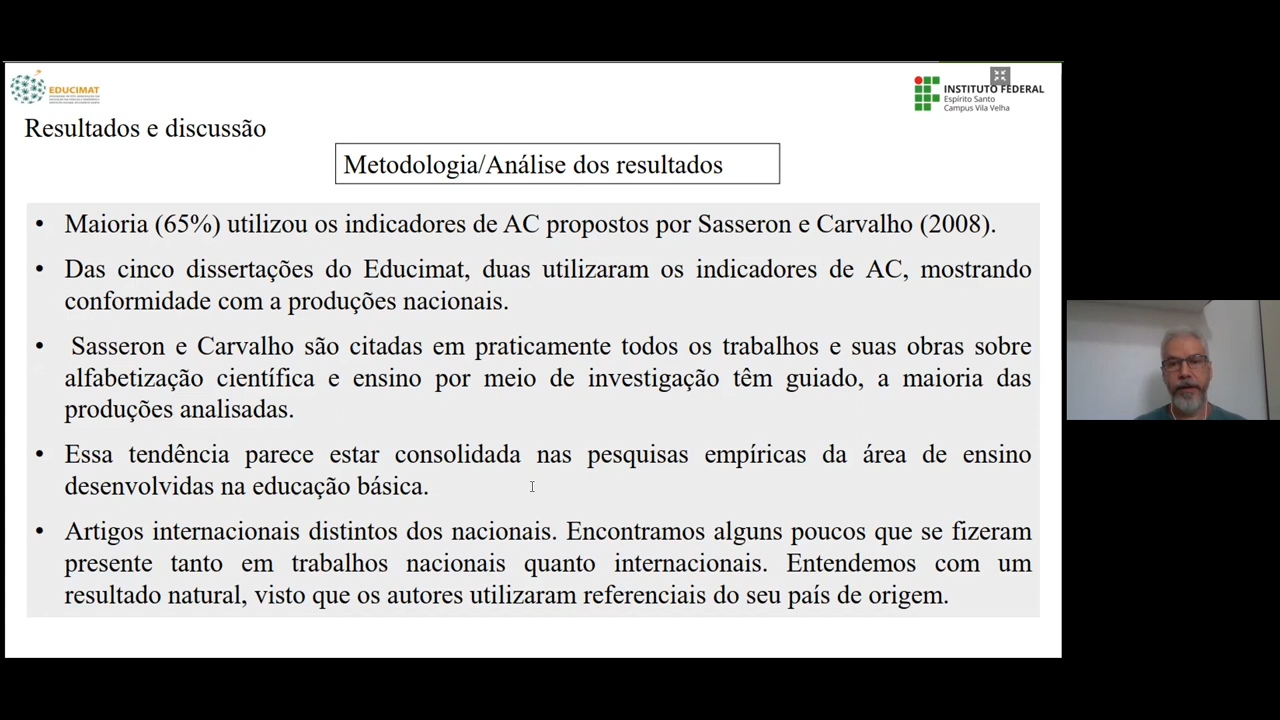 EDUCIMAT
INSTITUTO FEDERAL
Espírito Santo
Campus Vila Velha
Resultados e discussão
Metodologia/Análise dos resultados
• Maioria (65%) utilizou os indicadores de AC propostos por Sasseron e Carvalho (2008).
• Das cinco dissertações do Educimat, duas utilizaram os indicadores de AC, mostrando
conformidade com a produções nacionais.
• Sasseron e Carvalho são citadas em praticamente todos os trabalhos e suas obras sobre
alfabetização científica e ensino por meio de investigação têm guiado, a maioria das
produções analisadas.
• Essa tendência parece estar consolidada nas pesquisas empíricas da área de ensino
desenvolvidas na educação básica.
• Artigos internacionais distintos dos nacionais. Encontramos alguns poucos que se fizeram
presente tanto em trabalhos nacionais quanto internacionais. Entendemos com um
resultado natural, visto que os autores utilizaram referenciais do seu país de origem.